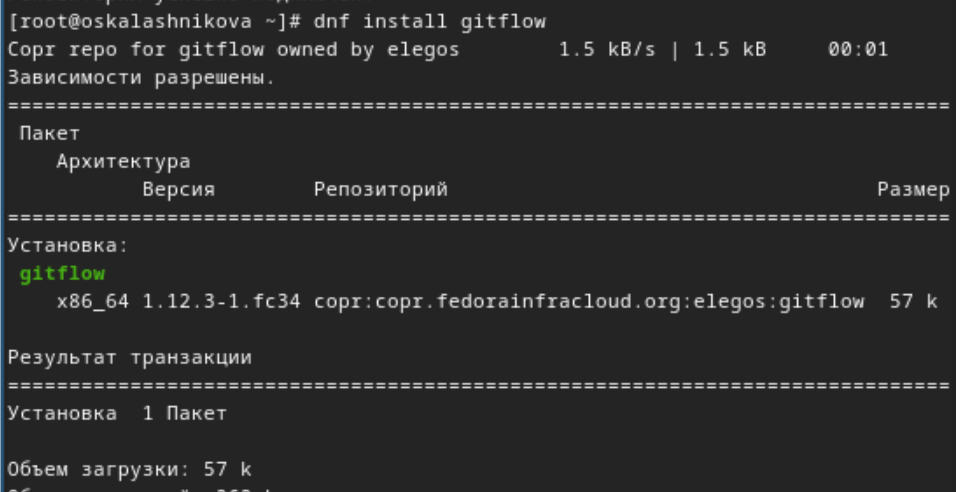 [root@oskalashnikova ~]# dnf install gitflow
Copr repo for gitflow owned by elegos 1.5 kB/s | 1.5 kB 00:01
Зависимости разрешены.
================================================================================
Пакет
Архитектура
Версия Репозиторий Размер
================================================================================
Установка:
gitflow
x86_64 1.12.3-1.fc34 copr:copr.fedorainfracloud.org:elegos:gitflow 57 k
Результат транзакции
================================================================================
Установка 1 Пакет
Объем загрузки: 57 k